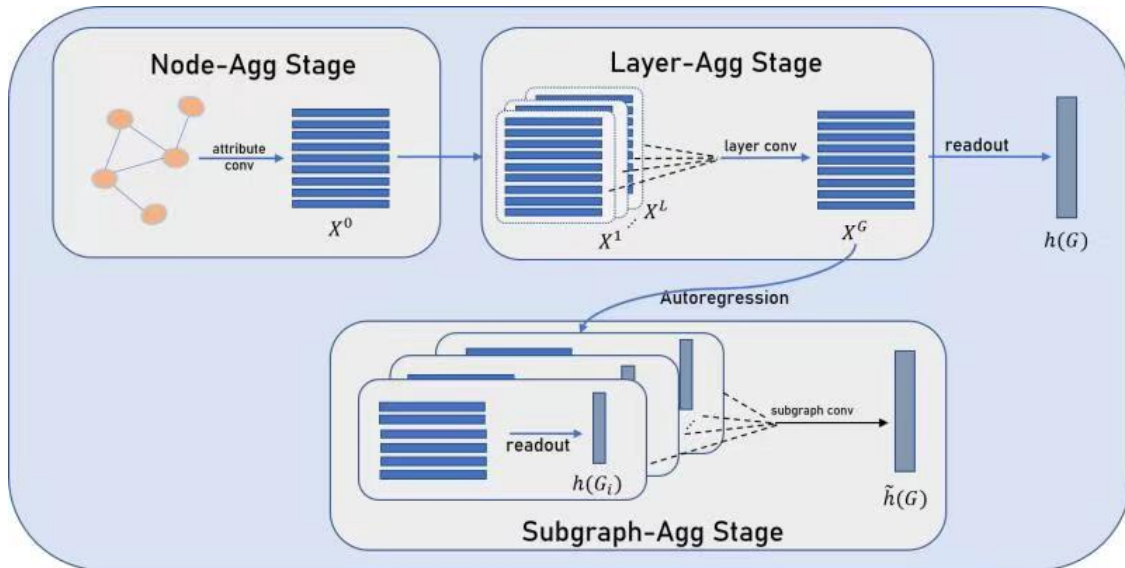 Node-Agg Stage
attribute
conv
X^0
Layer-Agg Stage
layer conv
X^1 ... X^L
X^G
readout
h(G)
Autoregression
readout
h(G_i)
subgraph conv
h̃(G)
Subgraph-Agg Stage